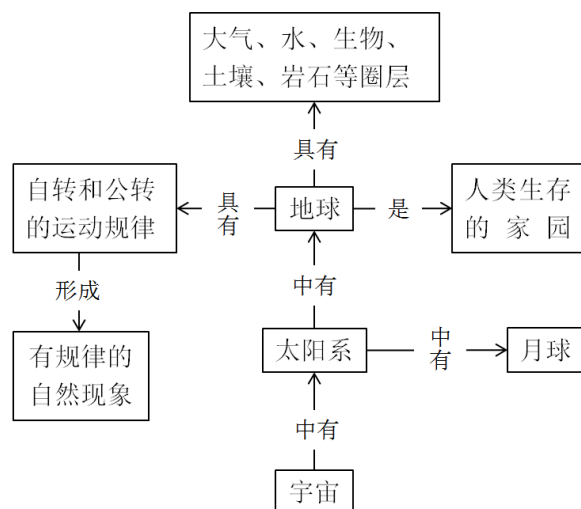 大气、水、生物、
土壤、岩石等圈层
具有
自转和公转
的运动规律
具
有
地球
是
人类生存
的家园
形成
中有
有规律的
自然现象
太阳系
中
有
月球
中有
宇宙